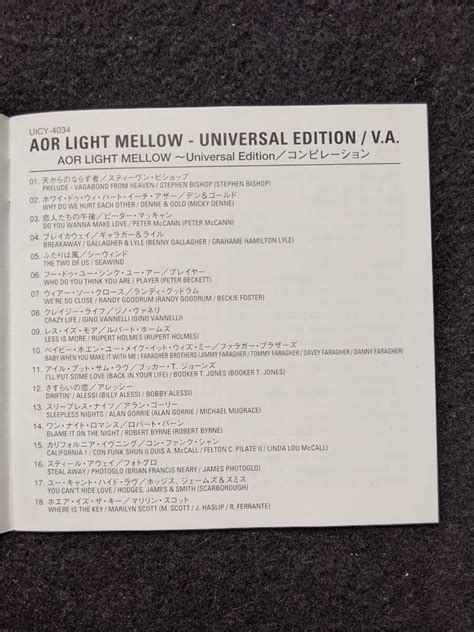 UICY-4034
AOR LIGHT MELLOW - UNIVERSAL EDITION / V.A.
AOR LIGHT MELLOW ～Universal Edition／コンピレーション
01. 天からのならず者／スティーヴン・ビショップ
PRELUDE - VAGABOND FROM HEAVEN / STEPHEN BISHOP (STEPHEN BISHOP)
02. ホワイ・ドゥ・ウィ・ハート・イーチ・アザー／デン＆ゴールド
WHY DO WE HURT EACH OTHER / DENNE & GOLD (MICKY DENNE)
03. 恋人たちの午後／ピーター・マッキャン
DO YOU WANNA MAKE LOVE / PETER McCANN (PETER McCANN)
04. ブレイカウェイ／ギャラガー＆ライル
BREAKAWAY / GALLAGHER & LYLE (BENNY GALLAGHER / GRAHAME HAMILTON LYLE)
05. ふたりは風／シーウィンド
THE TWO OF US / SEAWIND
06. フー・ドゥ・ユー・シンク・ユー・アー／プレイヤー
WHO DO YOU THINK YOU ARE / PLAYER (PETER BECKETT)
07. ウィアー・ソー・クロース／ランディ・グッドラム
WE'RE SO CLOSE / RANDY GOODRUM (RANDY GOODRUM / BECKIE FOSTER)
08. クレイジー・ライフ／ジノ・ヴァネリ
CRAZY LIFE / GINO VANNELLI (GINO VANNELLI)
09. レス・イズ・モア／ルパート・ホームズ
LESS IS MORE / RUPERT HOLMES (RUPERT HOLMES)
10. ベイビー・ホエン・ユー・メイク・イット・ウィズ・ミー／ファラガー・ブラザーズ
BABY WHEN YOU MAKE IT WITH ME / FARAGHER BROTHERS (JIMMY FARAGHER / TOMMY FARAGHER / DAVEY FARAGHER / DANNY FARAGHER)
11. アイル・プット・サム・ラヴ／ブッカー・T. ジョーンズ
I'LL PUT SOME LOVE (BACK IN YOUR LIFE) / BOOKER T. JONES (BOOKER T. JONES)
12. さすらいの恋／アレッシー
DRIFTIN' / ALESSI (BILLY ALESSI / BOBBY A. ALESSI)
13. スリープレス・ナイツ／アラン・ゴーリー
SLEEPLESS NIGHTS / ALAN GORRIE (ALAN GORRIE / MICHAEL MUGRACE)
14. ワン・ナイト・ロマンス／ロバート・バーン
BLAME IT ON THE NIGHT / ROBERT BYRNE (ROBERT BYRNE)
15. カリフォルニア・イヴニング／コン・ファンク・シャン
CALIFORNIA 1 / CON FUNK SHUN (LOUIS A. McCALL / FELTON C. PILATE II / LINDA LOU McCALL)
16. スティール・アウェイ／フォトグロ
STEAL AWAY / PHOTOGLO (BRIAN FRANCIS NEARY / JAMES PHOTOGLO)
17. ユー・キャント・ハイド・ラヴ／ホッジス, ジェームズ＆スミス
YOU CAN'T HIDE LOVE / HODGES, JAMES & SMITH (SCARBOROUGH)
18. ホエア・イズ・ザ・キー／マリリン・スコット
WHERE IS THE KEY / MARILYN SCOTT (M. SCOTT / J. HASLIP / R. FERRANTE)